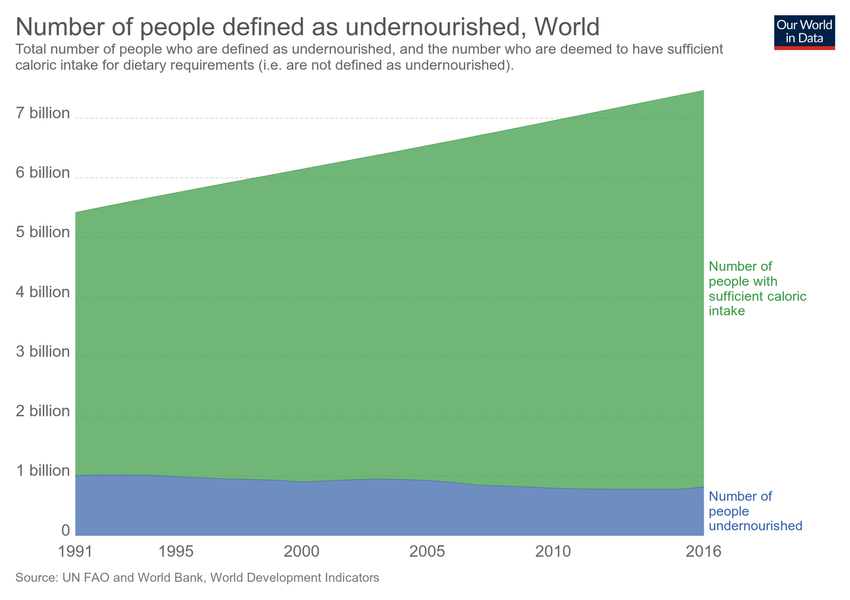 Number of people defined as undernourished, World
Our World
in Data
Total number of people who are defined as undernourished, and the number who are deemed to have sufficient
caloric intake for dietary requirements (i.e. are not defined as undernourished).
7 billion
6 billion
5 billion
4 billion
3 billion
2 billion
1 billion
0
Number of
people with
sufficient caloric
intake
Number of
people
undernourished
1991
1995
2000
2005
2010
2016
Source: UN FAO and World Bank, World Development Indicators